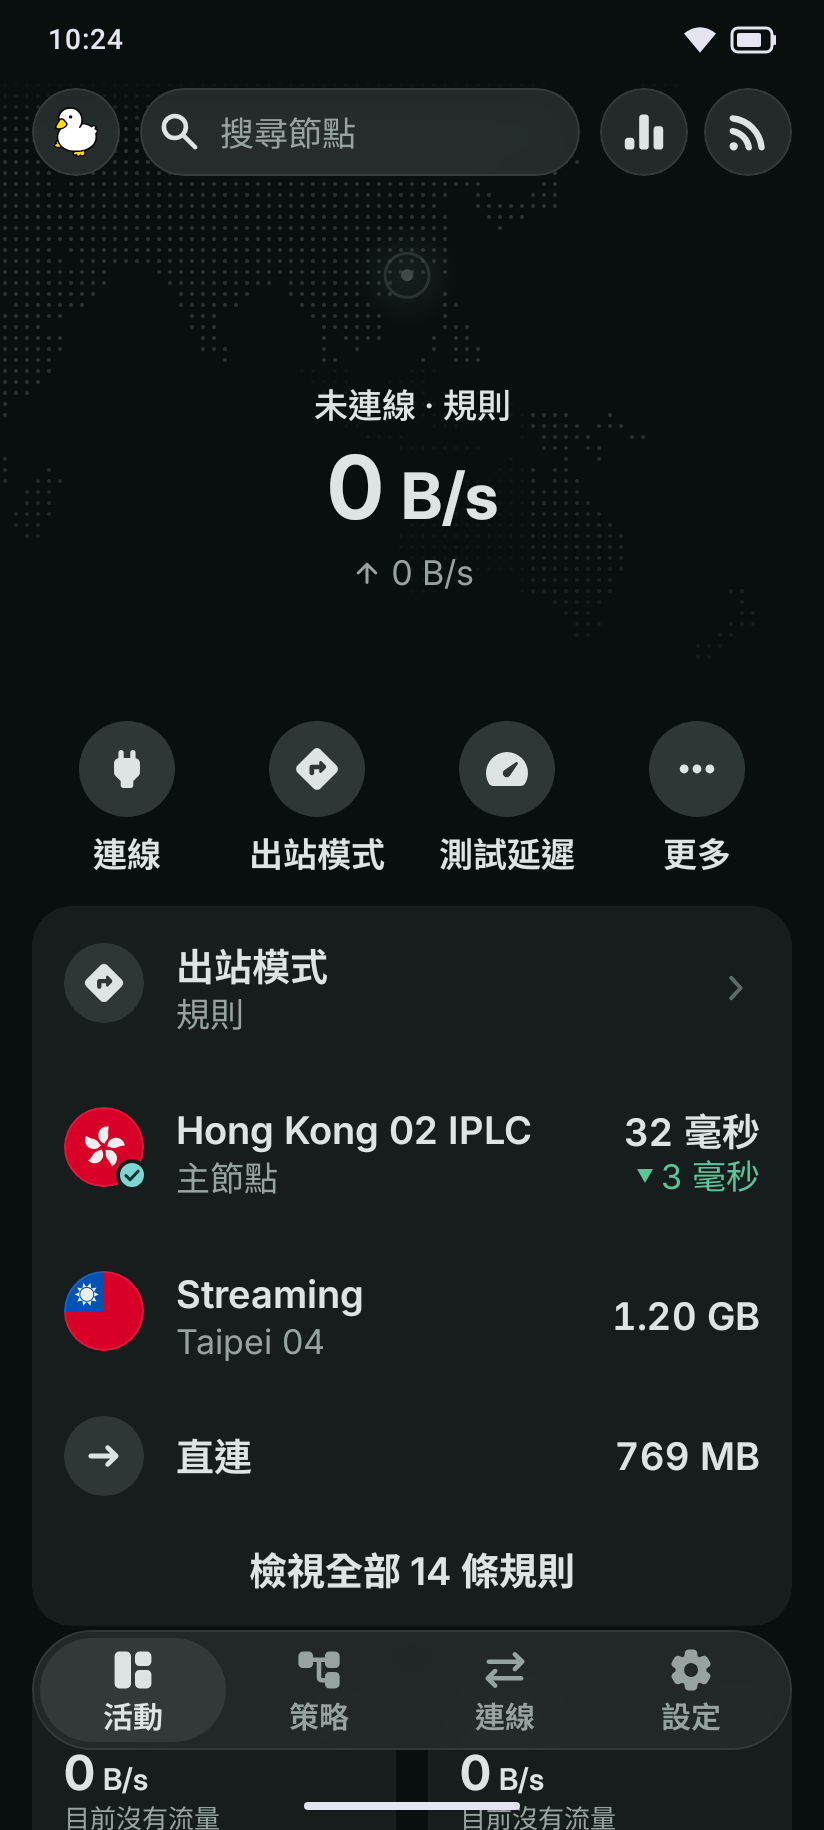 10:24
搜尋節點
未連線 · 規則
0 B/s
↑ 0 B/s
連線
出站模式
測試延遲
更多
出站模式
規則
Hong Kong 02 IPLC
32 毫秒
主節點
▼3 毫秒
Streaming
1.20 GB
Taipei 04
直連
769 MB
檢視全部 14 條規則
活動
策略
連線
設定
0 B/s
0 B/s
目前沒有流量
目前沒有流量